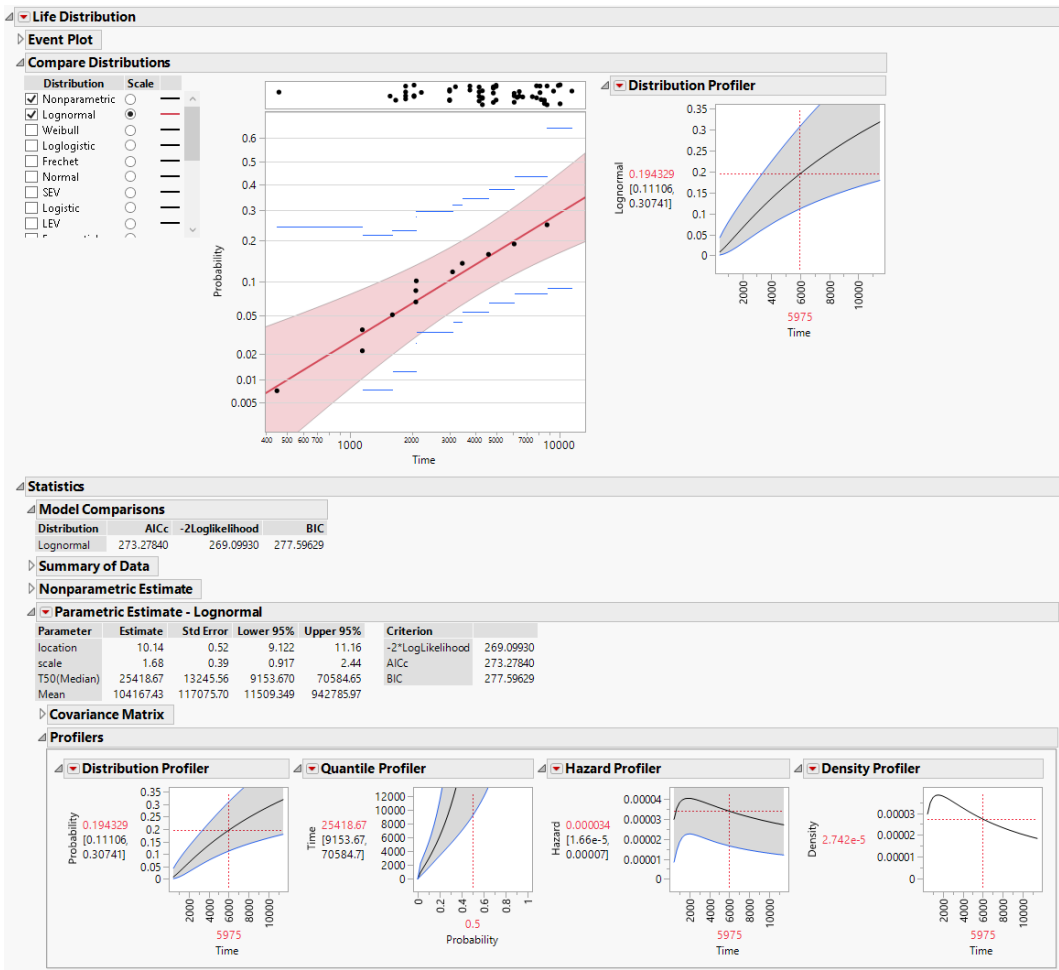 Life Distribution
Event Plot
Compare Distributions
Distribution Scale
Nonparametric
Lognormal
Weibull
Loglogistic
Frechet
Normal
SEV
Logistic
LEV
Probability
0.6
0.5
0.4
0.3
0.2
0.1
0.05
0.02
0.01
0.005
400 500 600 700 1000 2000 3000 4000 5000 7000 10000
Time
Distribution Profiler
Lognormal
0.194329
[0.11106,
0.30741]
0.35
0.3
0.25
0.2
0.15
0.1
0.05
0
2000 4000 6000 8000 10000
5975
Time
Statistics
Model Comparisons
Distribution AICc -2Loglikelihood BIC
Lognormal 273.27840 269.09930 277.59629
Summary of Data
Nonparametric Estimate
Parametric Estimate - Lognormal
Parameter Estimate Std Error Lower 95% Upper 95% Criterion
location 10.14 0.52 9.122 11.16 -2*LogLikelihood 269.09930
scale 1.68 0.39 0.917 2.44 AICc 273.27840
T50(Median) 25418.67 13245.56 9153.670 70584.65 BIC 277.59629
Mean 104167.43 117075.70 11509.349 942785.97
Covariance Matrix
Profilers
Distribution Profiler
Probability
0.194329
[0.11106,
0.30741]
0.35
0.3
0.25
0.2
0.15
0.1
0.05
0
2000 4000 6000 8000 10000
5975
Time
Quantile Profiler
Time
25418.67
[9153.67,
70584.7]
12000
10000
8000
6000
4000
2000
0
0 0.2 0.4 0.6 0.8 1
0.5
Probability
Hazard Profiler
Hazard
0.000034
[1.66e-5,
0.00007]
0.00004
0.00003
0.00002
0.00001
0
2000 4000 6000 8000 10000
5975
Time
Density Profiler
Density
2.742e-5
0.00003
0.00002
0.00001
0
2000 4000 6000 8000 10000
5975
Time